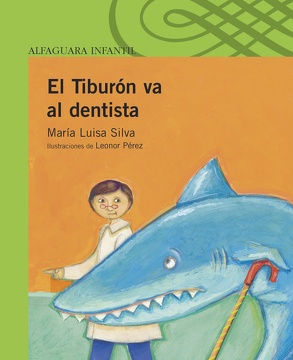 ALFAGUARA INFANTIL
El Tiburón va
al dentista
María Luisa Silva
Ilustraciones de Leonor Pérez